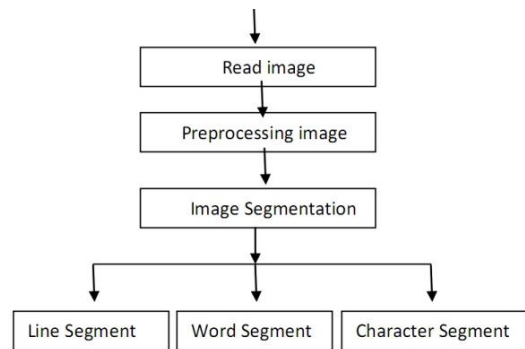 Read image
Preprocessing image
Image Segmentation
Line Segment
Word Segment
Character Segment